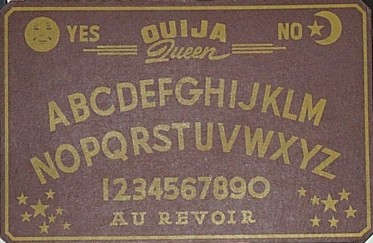 YES OUIJA NO
Queen
ABCDEFGHIJKLM
NOPQRSTUVWXYZ
1234567890
AU REVOIR